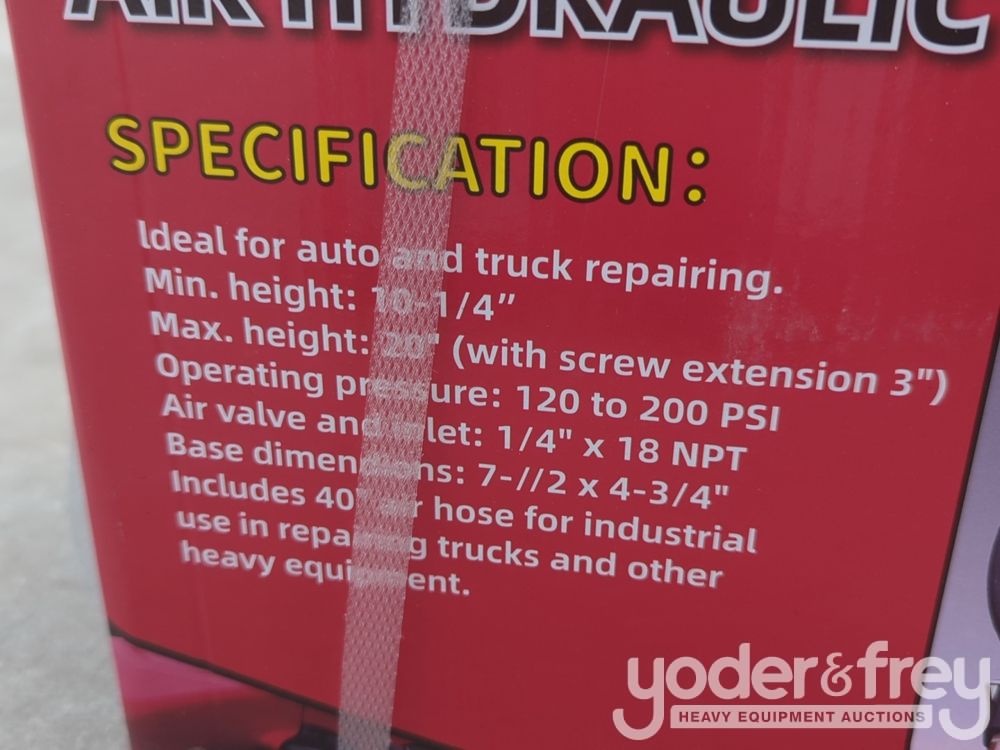 AIR HYDRAULIC
SPECIFICATION:
Ideal for auto and truck repairing.
Min. height: 10-1/4"
Max. height: 20" (with screw extension 3")
Operating pressure: 120 to 200 PSI
Air valve and inlet: 1/4" x 18 NPT
Base dimensions: 7-//2 x 4-3/4"
Includes 40" air hose for industrial
use in repairing trucks and other
heavy equipment.
yoder&frey
HEAVY EQUIPMENT AUCTIONS